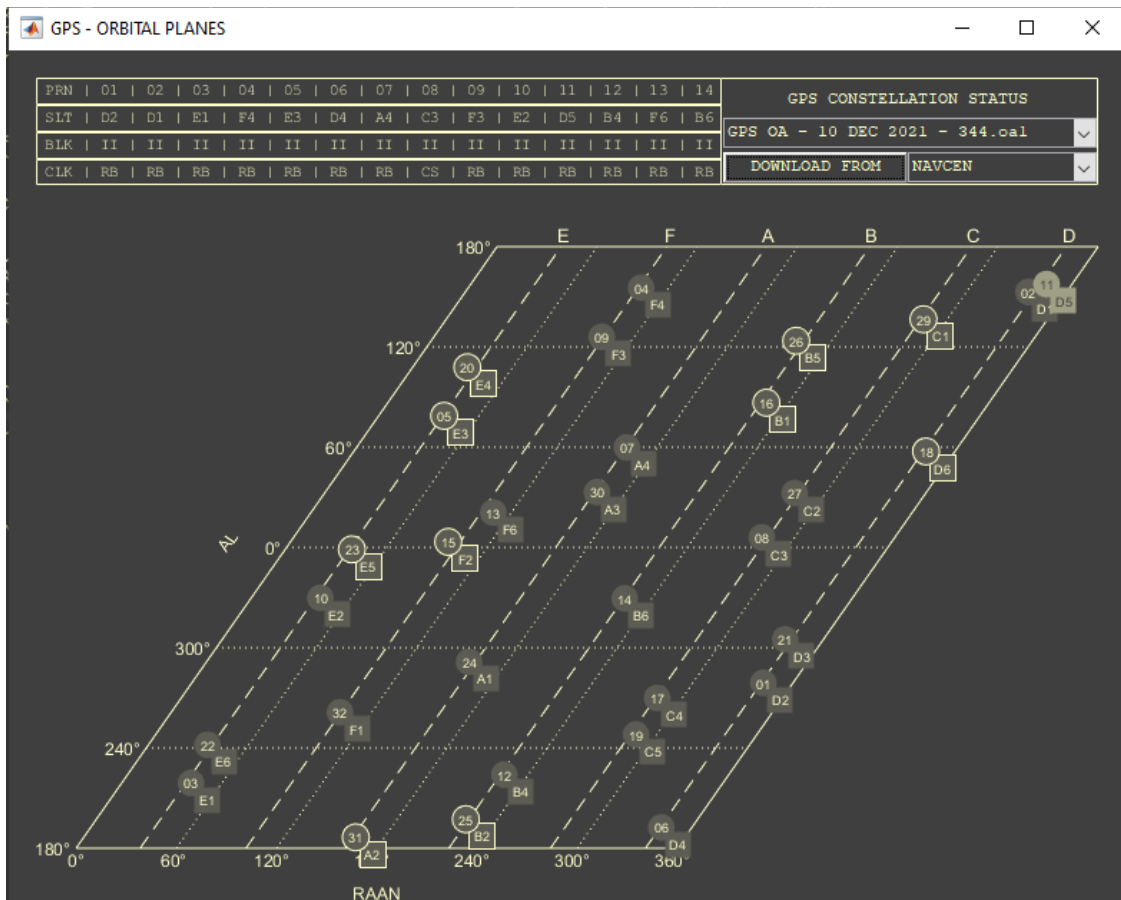 GPS - ORBITAL PLANES
PRN | 01 | 02 | 03 | 04 | 05 | 06 | 07 | 08 | 09 | 10 | 11 | 12 | 13 | 14
SLT | D2 | D1 | E1 | F4 | E3 | D4 | A4 | C3 | F3 | E2 | D5 | B4 | F6 | B6
BLK | II | II | II | II | II | II | II | II | II | II | II | II | II | II
CLK | RB | RB | RB | RB | RB | RB | RB | CS | RB | RB | RB | RB | RB | RB
GPS CONSTELLATION STATUS
GPS OA - 10 DEC 2021 - 344.oal
DOWNLOAD FROM NAVCEN
180° E F A B C D
04 F4
02
11 D5
29 C1
09 F3
26 B5
120°
20 E4
16 B1
05 E3
60°
07 A4
18 D6
30 A3
27 C2
13 F6
AL
0°
23 E5
15 F2
08 C3
10 E2
14 B6
300°
24 A1
21 D3
01 D2
32 F1
17 C4
240°
22 E6
19 C5
03 E1
12 B4
31 A2
25 B2
06 D4
180°
0° 60° 120° 240° 300° 360°
RAAN